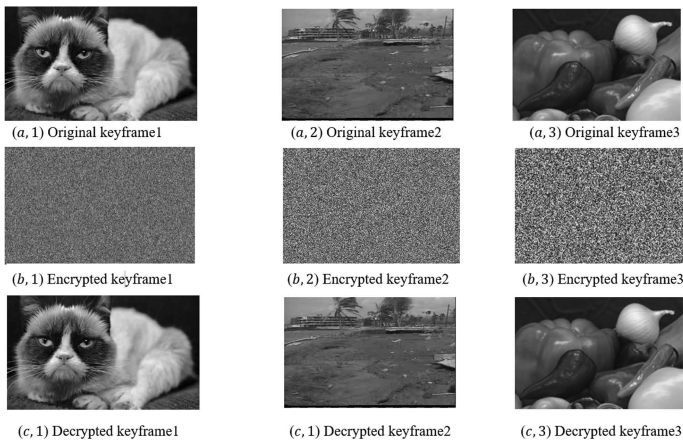 (a, 1) Original keyframe1
(a, 2) Original keyframe2
(a, 3) Original keyframe3
(b, 1) Encrypted keyframe1
(b, 2) Encrypted keyframe2
(b, 3) Encrypted keyframe3
(c, 1) Decrypted keyframe1
(c, 1) Decrypted keyframe2
(c, 3) Decrypted keyframe3